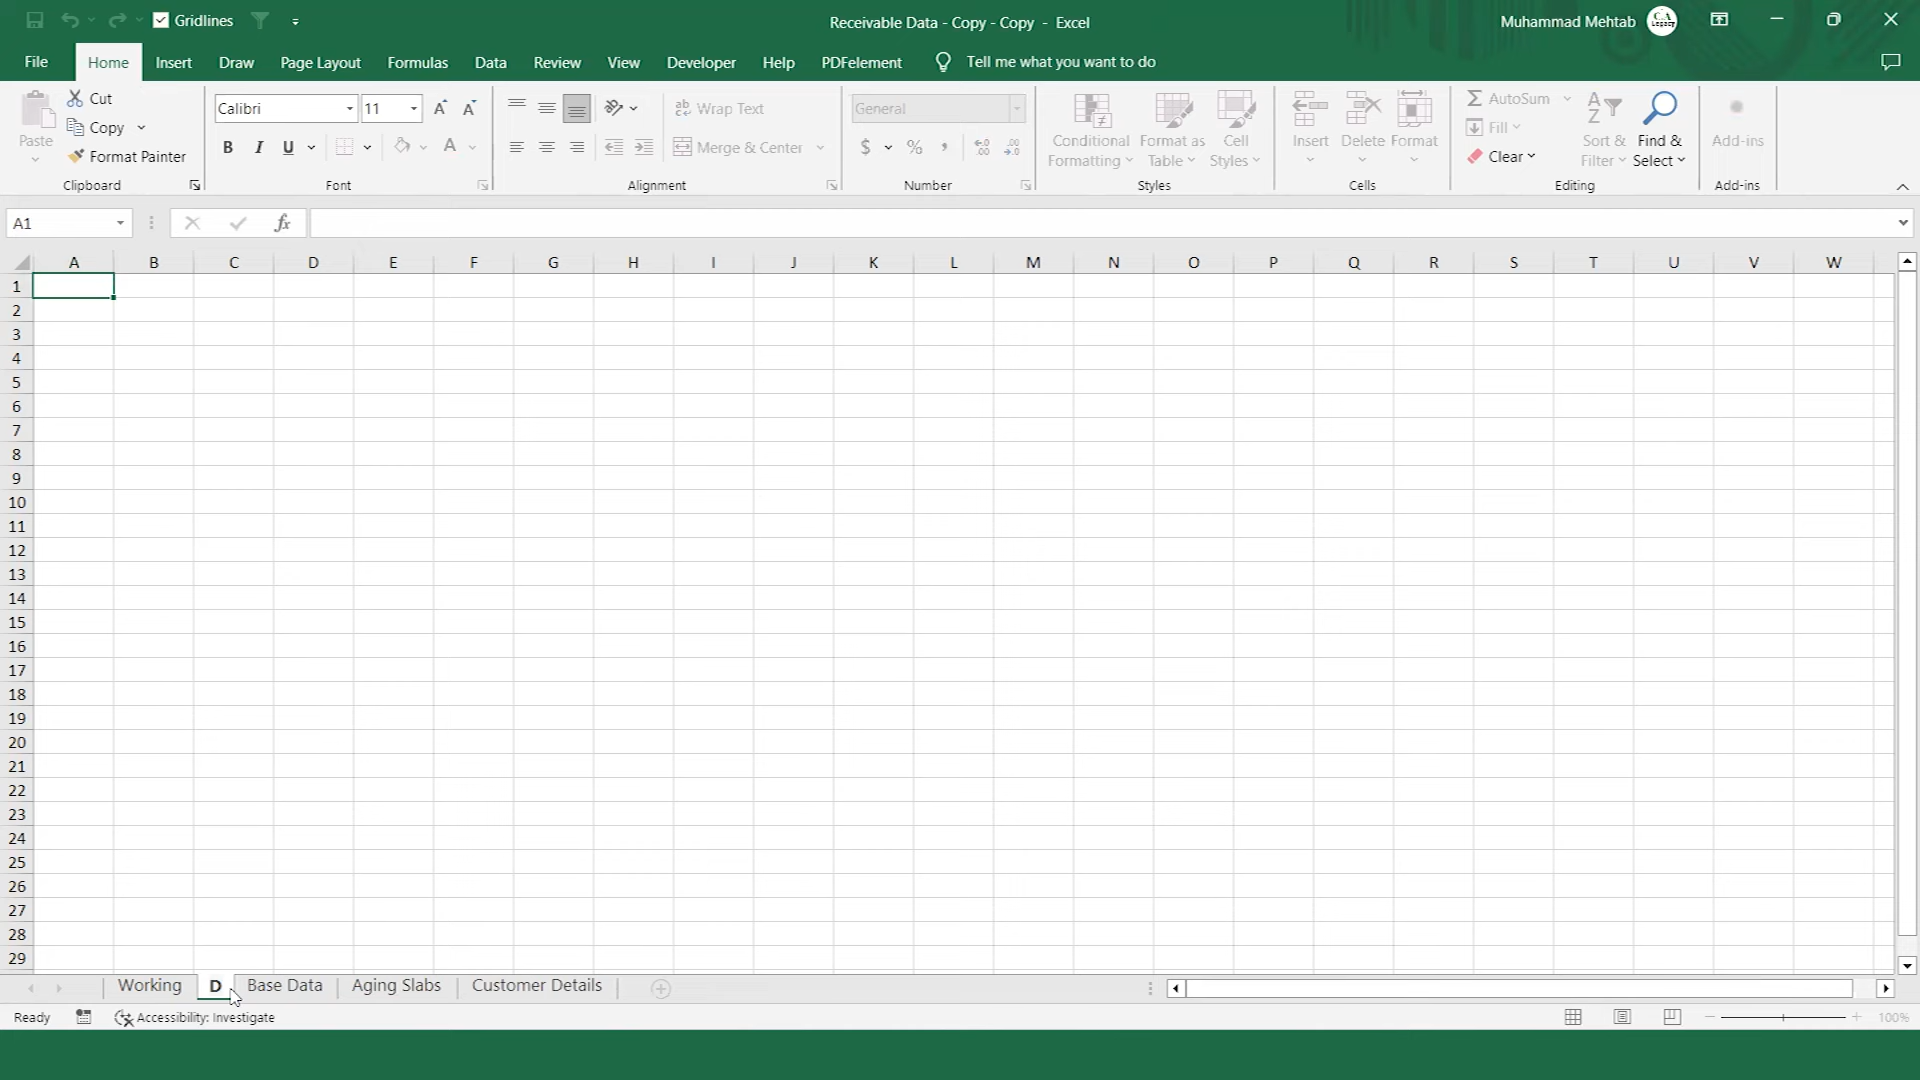 Gridlines
Receivable Data - Copy - Copy - Excel
Muhammad Mehtab
File Home Insert Draw Page Layout Formulas Data Review View Developer Help PDFelement Tell me what you want to do
Paste
Cut
Copy
Format Painter
Clipboard
Calibri 11
B I U A
Font
ab Wrap Text
Merge & Center
Alignment
General
$ % ,
Number
Conditional Formatting
Format as Table
Cell Styles
Styles
Insert Delete Format
Cells
AutoSum
Fill
Clear
Sort & Filter
Find & Select
Editing
Add-ins
Add-ins
A1 fx
A B C D E F G H I J K L M N O P Q R S T U V W
1
2
3
4
5
6
7
8
9
10
11
12
13
14
15
16
17
18
19
20
21
22
23
24
25
26
27
28
29
Working D Base Data Aging Slabs Customer Details
Ready Accessibility: Investigate 100%